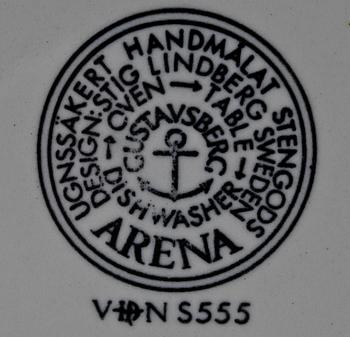 UGNSSÄKERT HANDMÅLAT STENGODS
DESIGN: STIG LINDBERG SWEDEN
OVEN → TABLE → DISHWASHER →
GUSTAVSBERG
ARENA
N S555